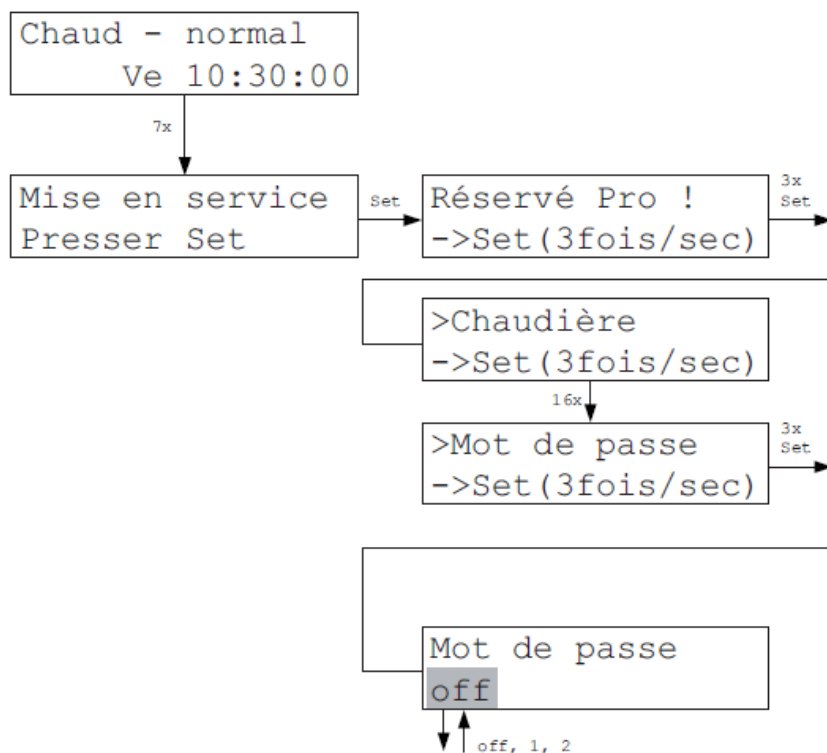 Chaud - normal
Ve 10:30:00
7x
Mise en service
Presser Set
Set
Réservé Pro !
->Set(3fois/sec)
3x
Set
>Chaudière
->Set(3fois/sec)
16x
>Mot de passe
->Set(3fois/sec)
3x
Set
Mot de passe
off
off, 1, 2